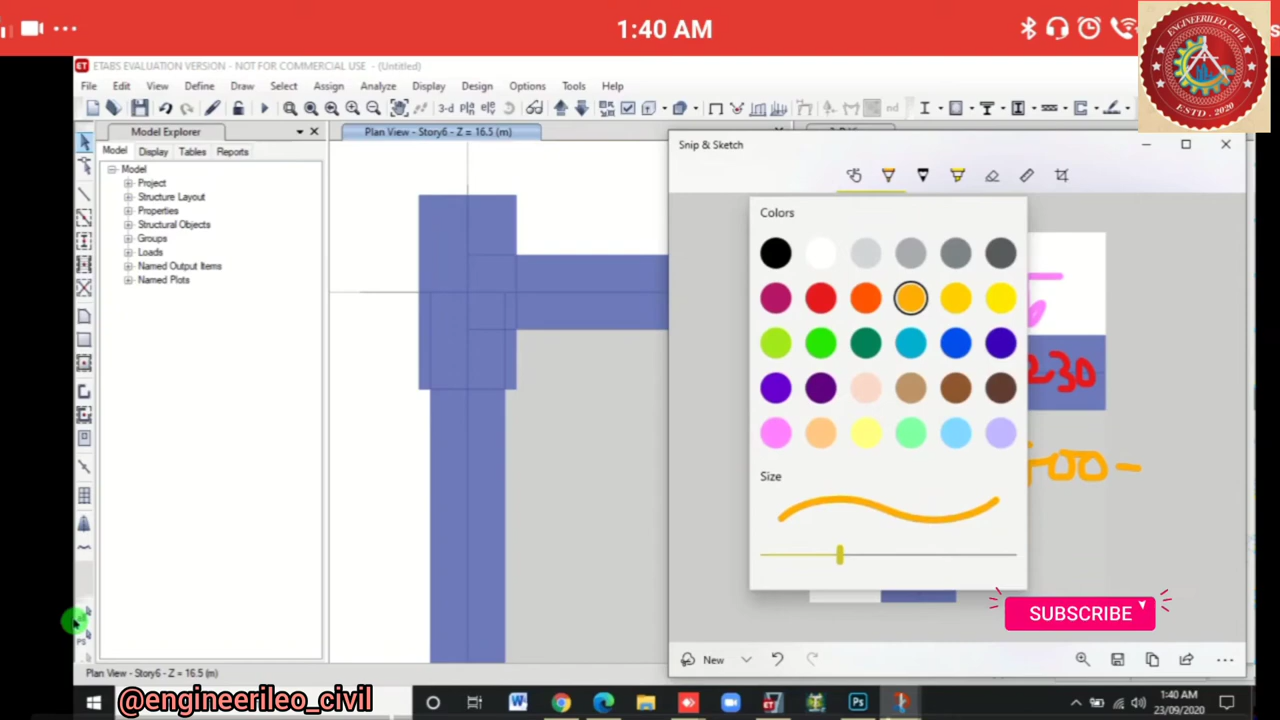 1:40 AM
ENGINEERILEO CIVIL
ESTD . 2020
ETABS EVALUATION VERSION - NOT FOR COMMERCIAL USE - (Untitled)
File Edit View Define Draw Select Assign Analyze Display Design Options Tools Help
3-d
nd
Model Explorer
Plan View - Story6 - Z = 16.5 (m)
Model Display Tables Reports
Model
Project
Structure Layout
Properties
Structural Objects
Groups
Loads
Named Output Items
Named Plots
Snip & Sketch
Colors
230
Size
SUBSCRIBE
New
Plan View - Story6 - Z = 16.5 (m)
@engineerileo_civil
1:40 AM
23/09/2020